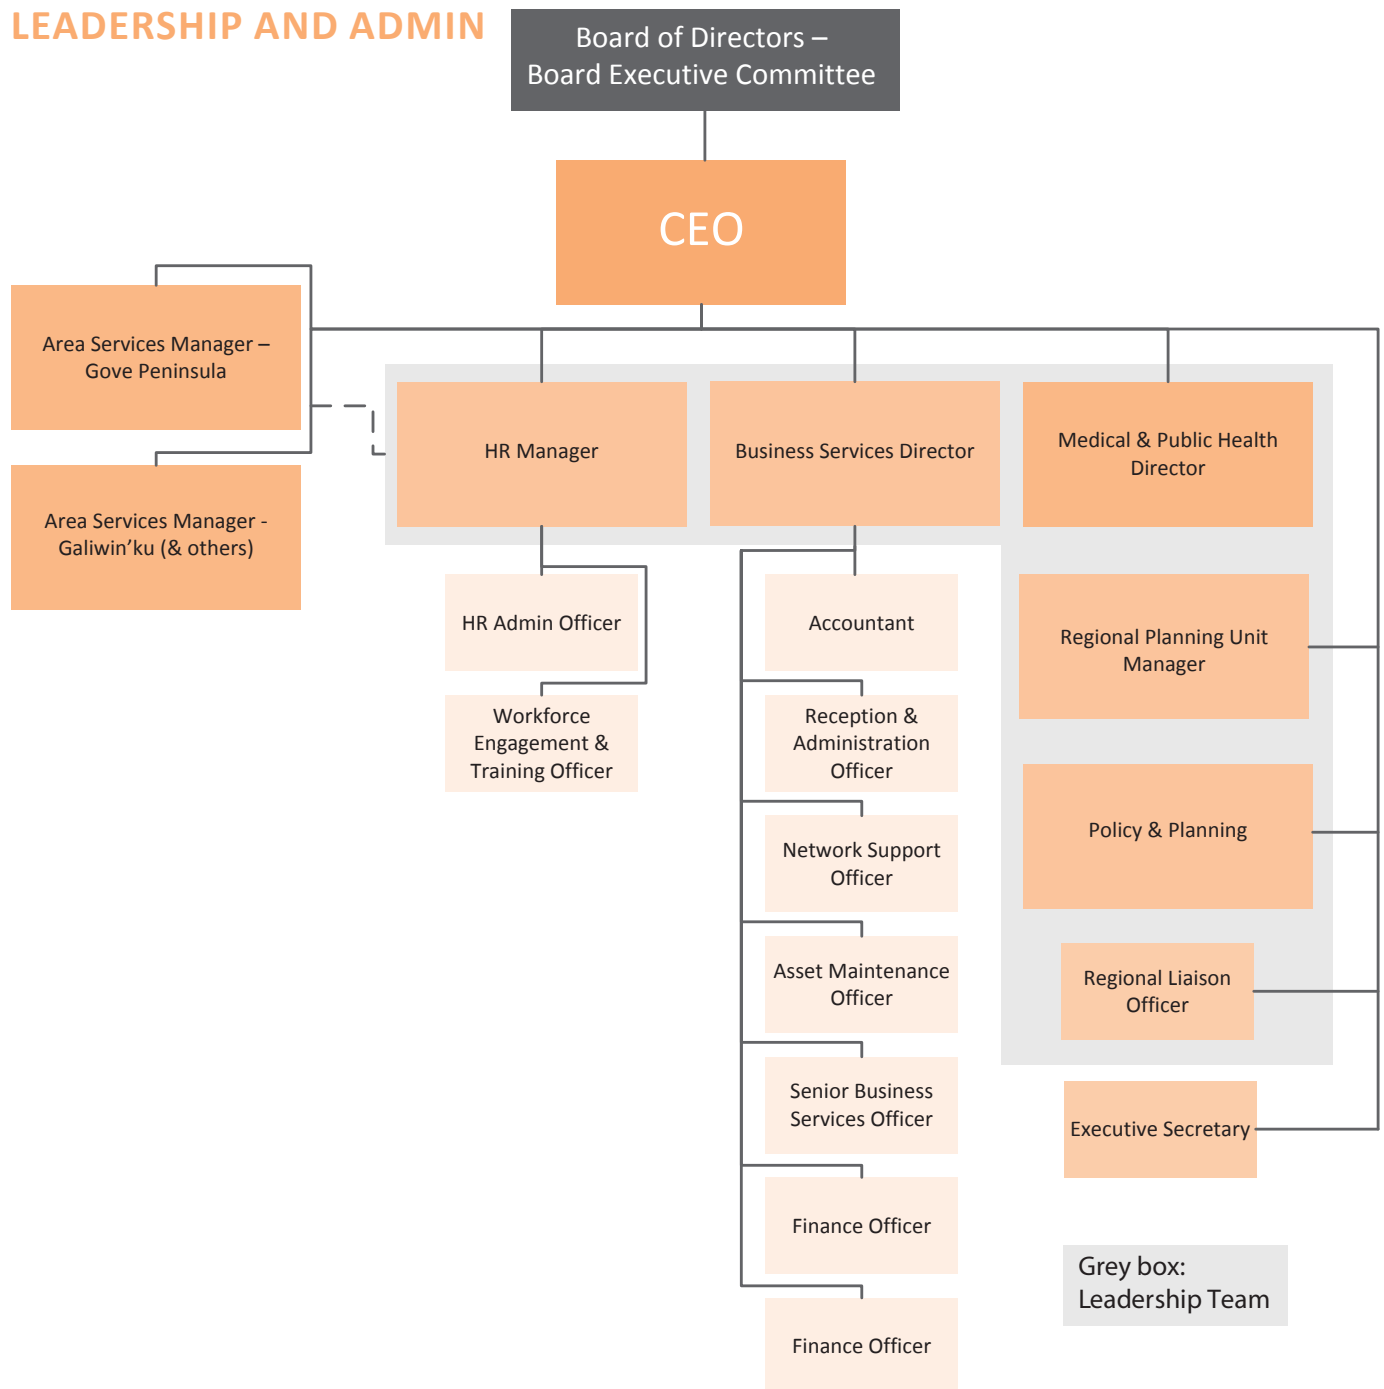 LEADERSHIP AND ADMIN
Board of Directors –
Board Executive Committee
CEO
Area Services Manager –
Gove Peninsula
Area Services Manager -
Galiwin’ku (& others)
HR Manager
Business Services Director
Medical & Public Health
Director
HR Admin Officer
Workforce
Engagement &
Training Officer
Accountant
Reception &
Administration
Officer
Network Support
Officer
Asset Maintenance
Officer
Senior Business
Services Officer
Finance Officer
Finance Officer
Regional Planning Unit
Manager
Policy & Planning
Regional Liaison
Officer
Executive Secretary
Grey box:
Leadership Team